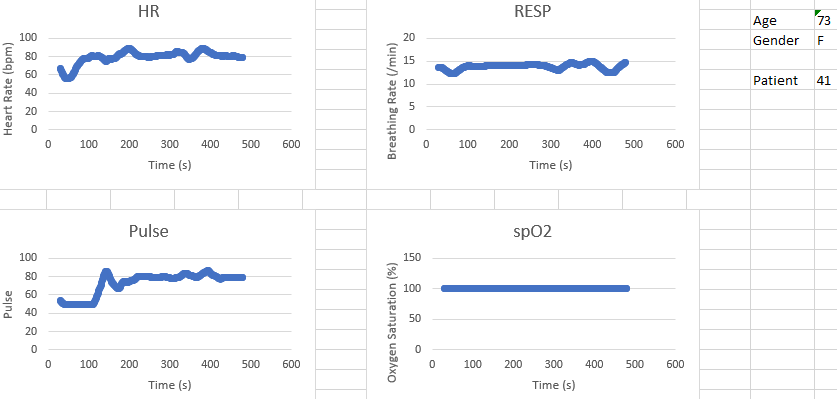 HR
Heart Rate (bpm)
100
80
60
40
20
0
0 100 200 300 400 500 600
Time (s)
RESP
Breathing Rate (/min)
20
15
10
5
0
0 100 200 300 400 500 600
Time (s)
Age 73
Gender F
Patient 41
Pulse
Pulse
100
80
60
40
20
0
0 100 200 300 400 500 600
Time (s)
spO2
Oxygen Saturation (%)
150
100
50
0
0 100 200 300 400 500 600
Time (s)